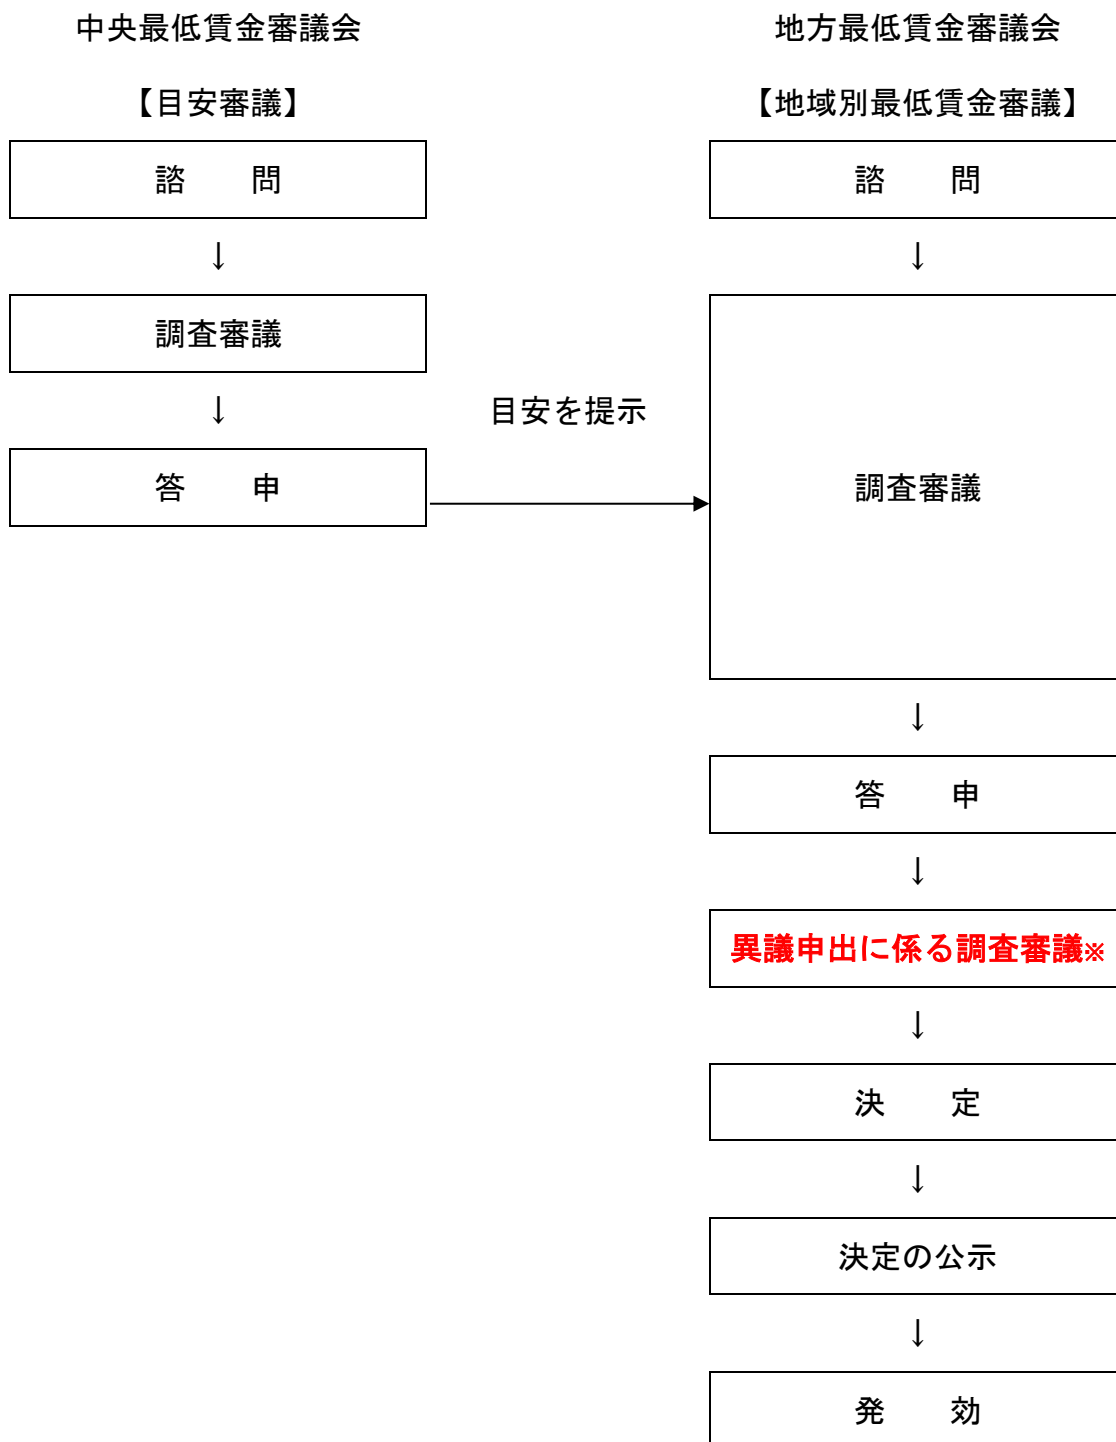 中央最低賃金審議会
【目安審議】
諮　　問
↓
調査審議
↓
答　　申
目安を提示
地方最低賃金審議会
【地域別最低賃金審議】
諮　　問
↓
調査審議
↓
答　　申
↓
異議申出に係る調査審議※
↓
決　　定
↓
決定の公示
↓
発　　効